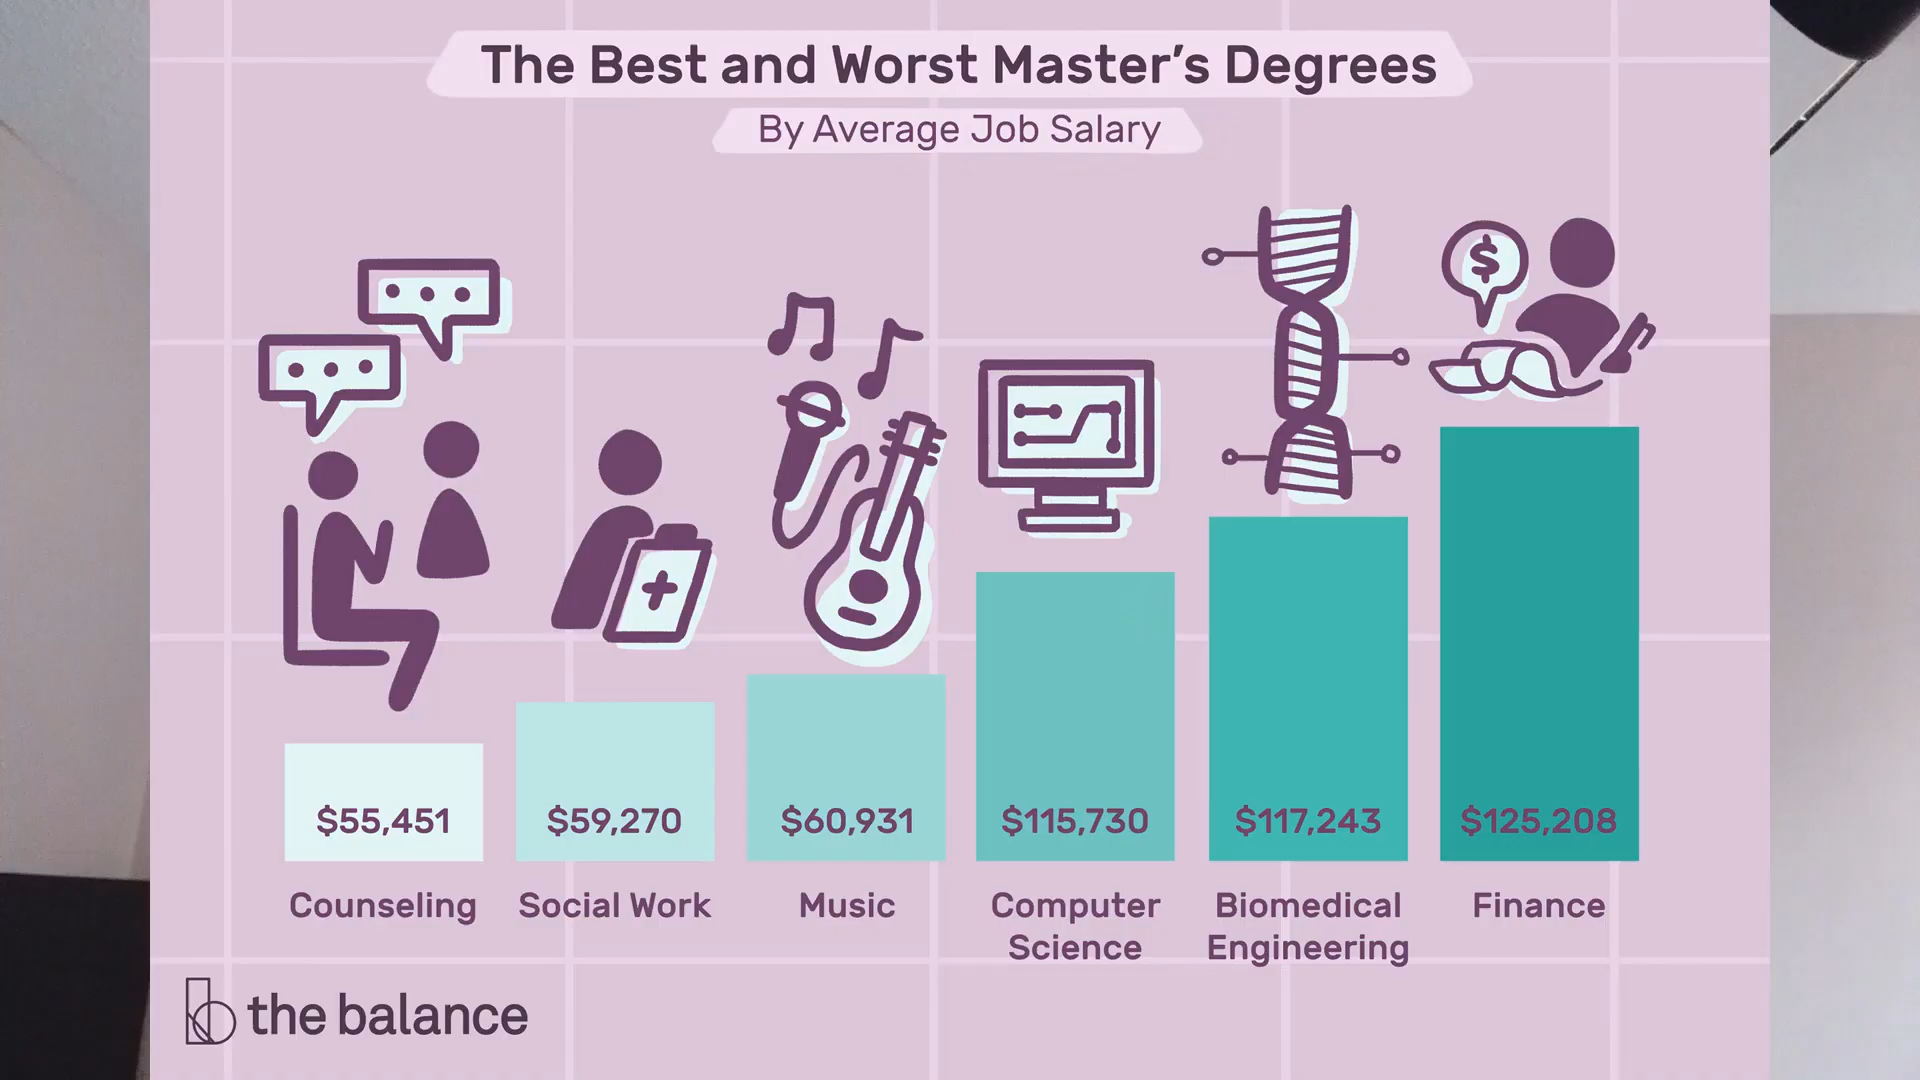 The Best and Worst Master’s Degrees
By Average Job Salary
$55,451
$59,270
$60,931
$115,730
$117,243
$125,208
Counseling
Social Work
Music
Computer
Science
Biomedical
Engineering
Finance
the balance